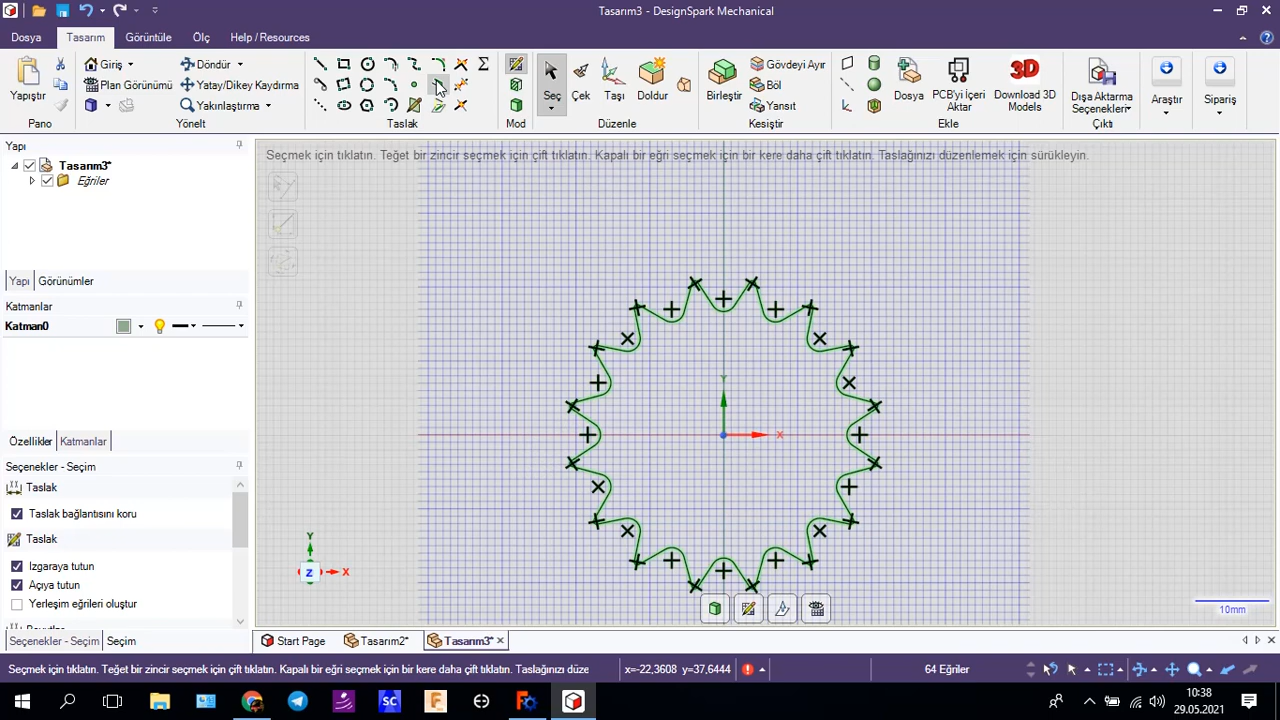 Tasarım3 - DesignSpark Mechanical
Dosya Tasarım Görüntüle Ölç Help / Resources
Yapıştır
Giriş
Plan Görünümü
Döndür
Yatay/Dikey Kaydırma
Yakınlaştırma
Seç Çek Taşı Doldur
Birleştir
Gövdeyi Ayır
Böl
Yansıt
Dosya
PCB'yi İçeri Aktar
3D
Download 3D Models
Dışa Aktarma Seçenekleri
Araştır
Sipariş
Pano Yönelt Taslak Mod Düzenle Kesiştir Ekle Çıktı
Yapı
Seçmek için tıklatın. Teğet bir zincir seçmek için çift tıklatın. Kapalı bir eğri seçmek için bir kere daha çift tıklatın. Taslağınızı düzenlemek için sürükleyin.
Tasarım3*
Eğriler
Yapı Görünümler
Katmanlar
Katman0
Y
X
Özellikler Katmanlar
Seçenekler - Seçim
Taslak
Taslak bağlantısını koru
Taslak
Izgaraya tutun
Açıya tutun
Yerleşim eğrileri oluştur
Y
Z
X
10mm
Seçenekler - Seçim Seçim
Start Page Tasarım2* Tasarım3*
Seçmek için tıklatın. Teğet bir zincir seçmek için çift tıklatın. Kapalı bir eğri seçmek için bir kere daha çift tıklatın. Taslağınızı düze
x=-22,3608 y=37,6444
64 Eğriler
SC
F
10:38
29.05.2021